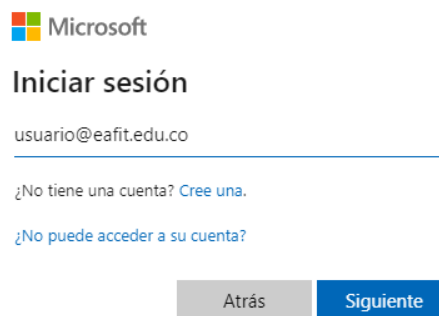 Microsoft
Iniciar sesión
usuario@eafit.edu.co
¿No tiene una cuenta? Cree una.
¿No puede acceder a su cuenta?
Atrás Siguiente